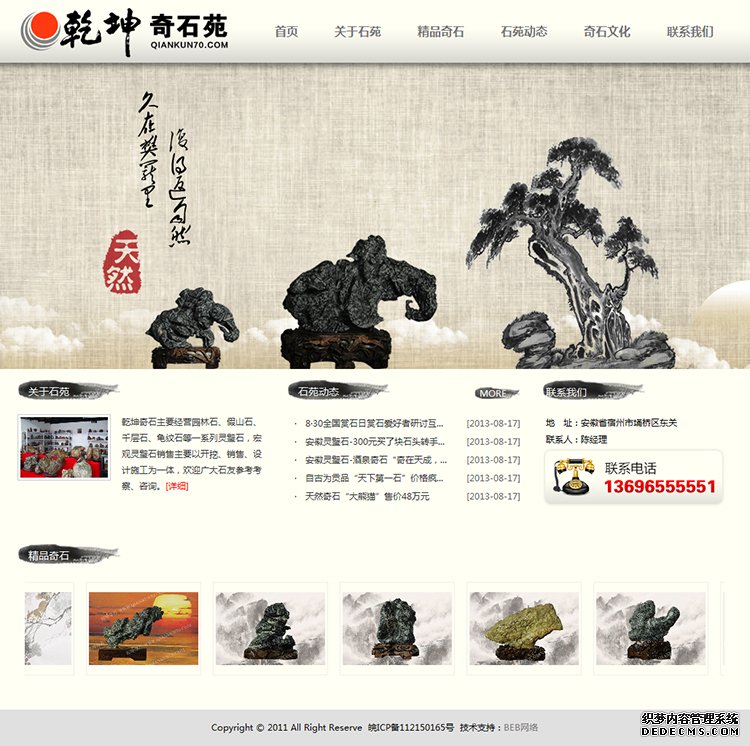 乾坤 奇石苑
QIANKUN70.COM
首页 关于石苑 精品奇石 石苑动态 奇石文化 联系我们
久在樊籠里
復得返自然
天然
关于石苑
乾坤奇石主要经营园林石、假山石、
千层石、龟纹石等一系列灵璧石，宏
观灵璧石销售主要以开挖、销售、设
计施工为一体，欢迎广大石友参考考
察、咨询。[详细]
石苑动态 MORE
· 8-30全国赏石日赏石爱好者研讨互... [2013-08-17]
· 安徽灵璧石-300元买了块石头转手... [2013-08-17]
· 安徽灵璧石-酒泉奇石“奇在天成，... [2013-08-17]
· 自古为贡品“天下第一石”价格疯... [2013-08-17]
· 天然奇石“大熊猫”售价48万元 [2013-08-17]
联系我们
地 址：安徽省宿州市埇桥区东关
联系人：陈经理
联系电话
13696555551
精品奇石
Copyright © 2011 All Right Reserve 皖ICP备112150165号 技术支持：BEB网络
织梦内容管理系统
DEDECMS.COM